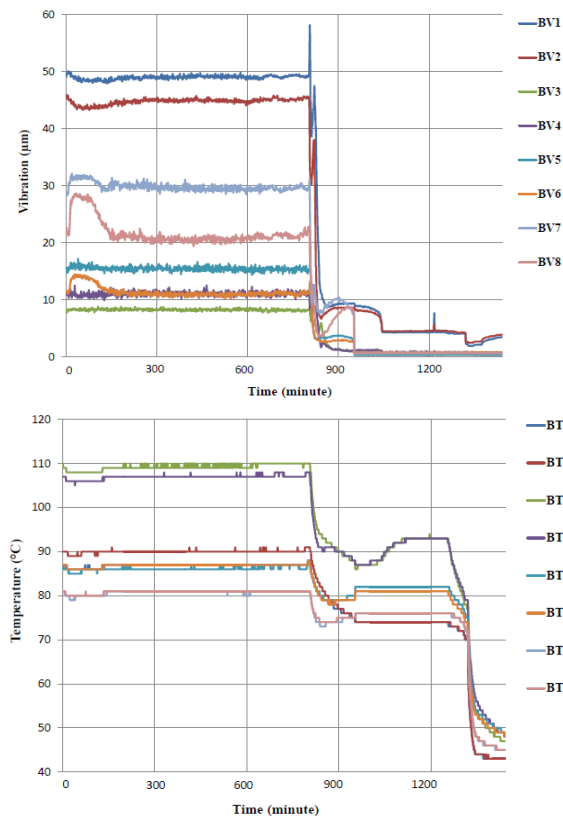 60
50
40
30
20
10
0
Vibration (μm)
0 300 600 900 1200
Time (minute)
BV1
BV2
BV3
BV4
BV5
BV6
BV7
BV8
120
110
100
90
80
70
60
50
40
Temperature (°C)
0 300 600 900 1200
Time (minute)
BT
BT
BT
BT
BT
BT
BT
BT